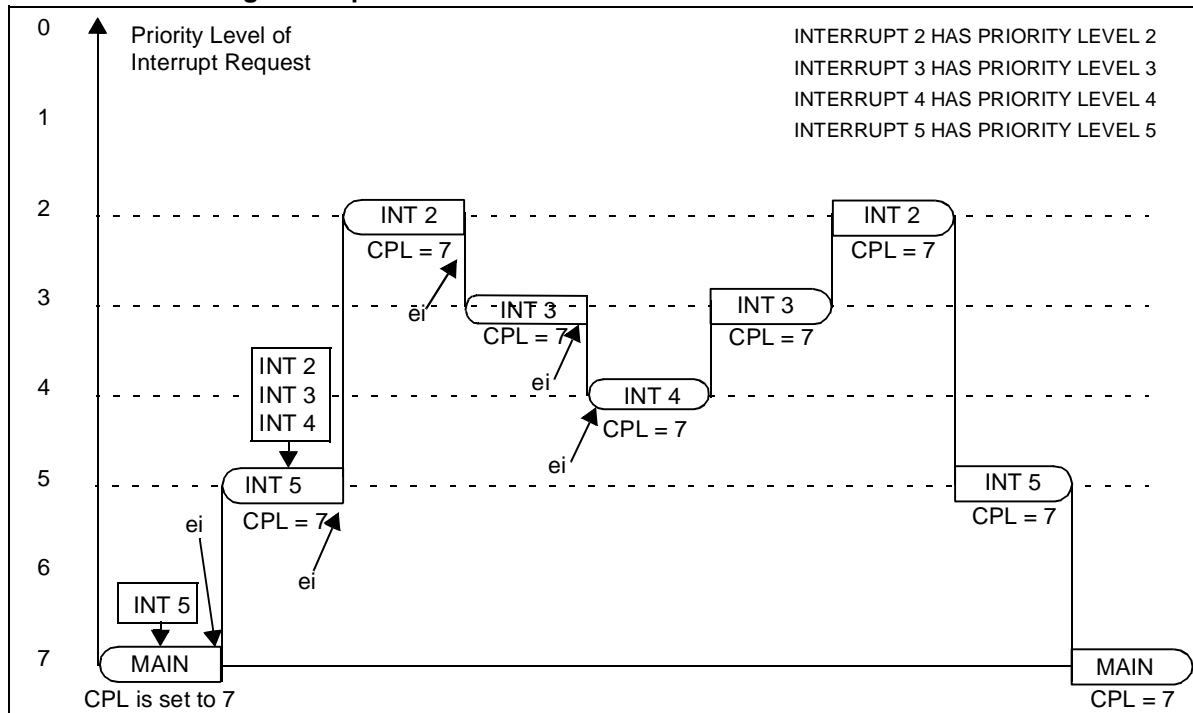 0
Priority Level of
Interrupt Request
INTERRUPT 2 HAS PRIORITY LEVEL 2
INTERRUPT 3 HAS PRIORITY LEVEL 3
INTERRUPT 4 HAS PRIORITY LEVEL 4
INTERRUPT 5 HAS PRIORITY LEVEL 5
1
2
INT 2
CPL = 7
INT 2
CPL = 7
3
ei
INT 3
CPL = 7
INT 3
CPL = 7
INT 2
INT 3
INT 4
4
ei
INT 4
CPL = 7
ei
5
INT 5
CPL = 7
INT 5
CPL = 7
ei
ei
6
INT 5
7
MAIN
CPL is set to 7
MAIN
CPL = 7